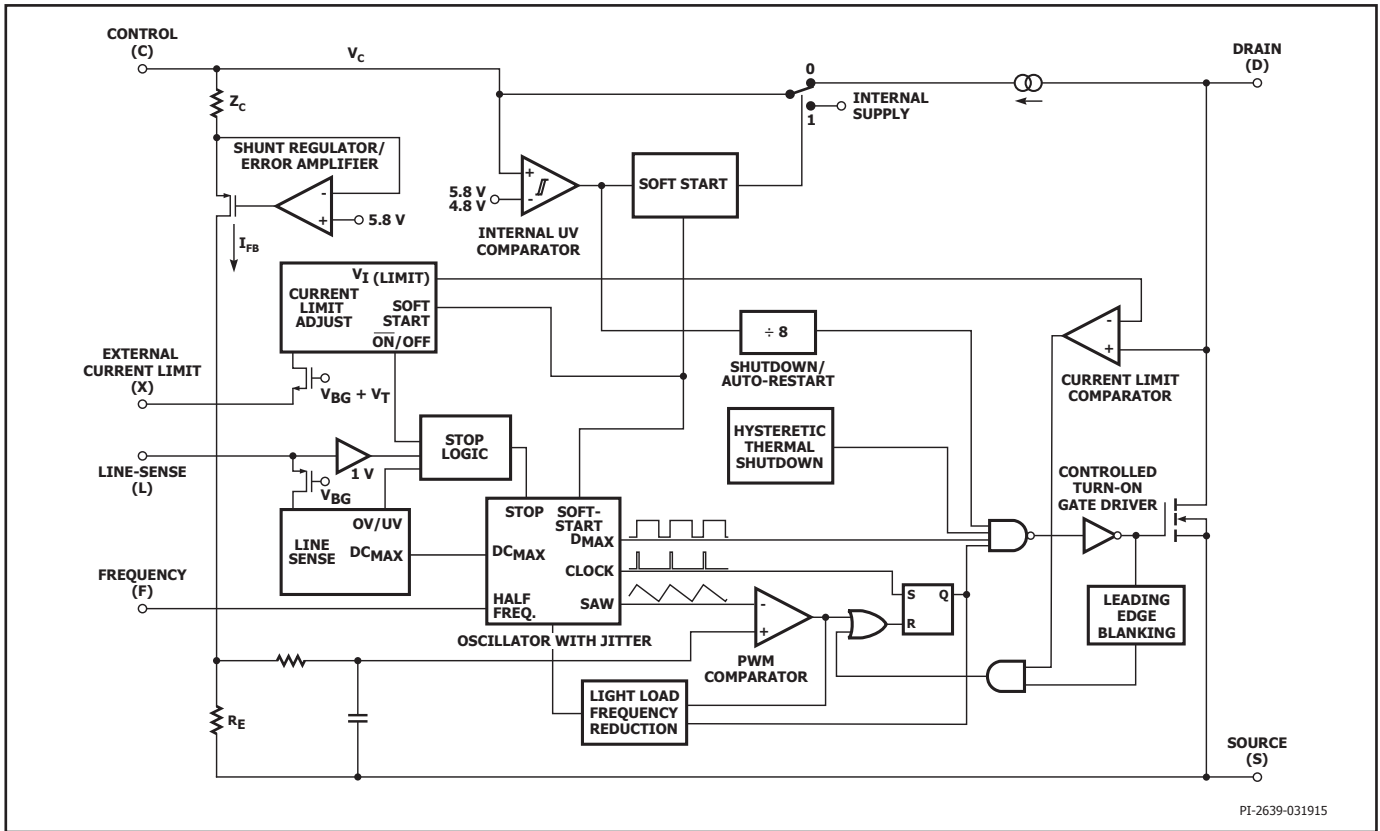 CONTROL
(C)
V_C
Z_C
SHUNT REGULATOR/
ERROR AMPLIFIER
-
+
5.8 V
I_FB
0
1
INTERNAL
SUPPLY
DRAIN
(D)
+
-
5.8 V
4.8 V
INTERNAL UV
COMPARATOR
SOFT START
V_I (LIMIT)
CURRENT
LIMIT
ADJUST
SOFT
START
O̅N̅/OFF
÷ 8
SHUTDOWN/
AUTO-RESTART
-
+
CURRENT LIMIT
COMPARATOR
EXTERNAL
CURRENT LIMIT
(X)
V_BG + V_T
HYSTERETIC
THERMAL
SHUTDOWN
STOP
LOGIC
LINE-SENSE
(L)
1 V
V_BG
CONTROLLED
TURN-ON
GATE DRIVER
OV/UV
LINE
SENSE
DC_MAX
STOP
SOFT-
START
D_MAX
DC_MAX
CLOCK
HALF
FREQ.
SAW
OSCILLATOR WITH JITTER
FREQUENCY
(F)
-
+
PWM
COMPARATOR
S
Q
R
LEADING
EDGE
BLANKING
LIGHT LOAD
FREQUENCY
REDUCTION
R_E
SOURCE
(S)
PI-2639-031915